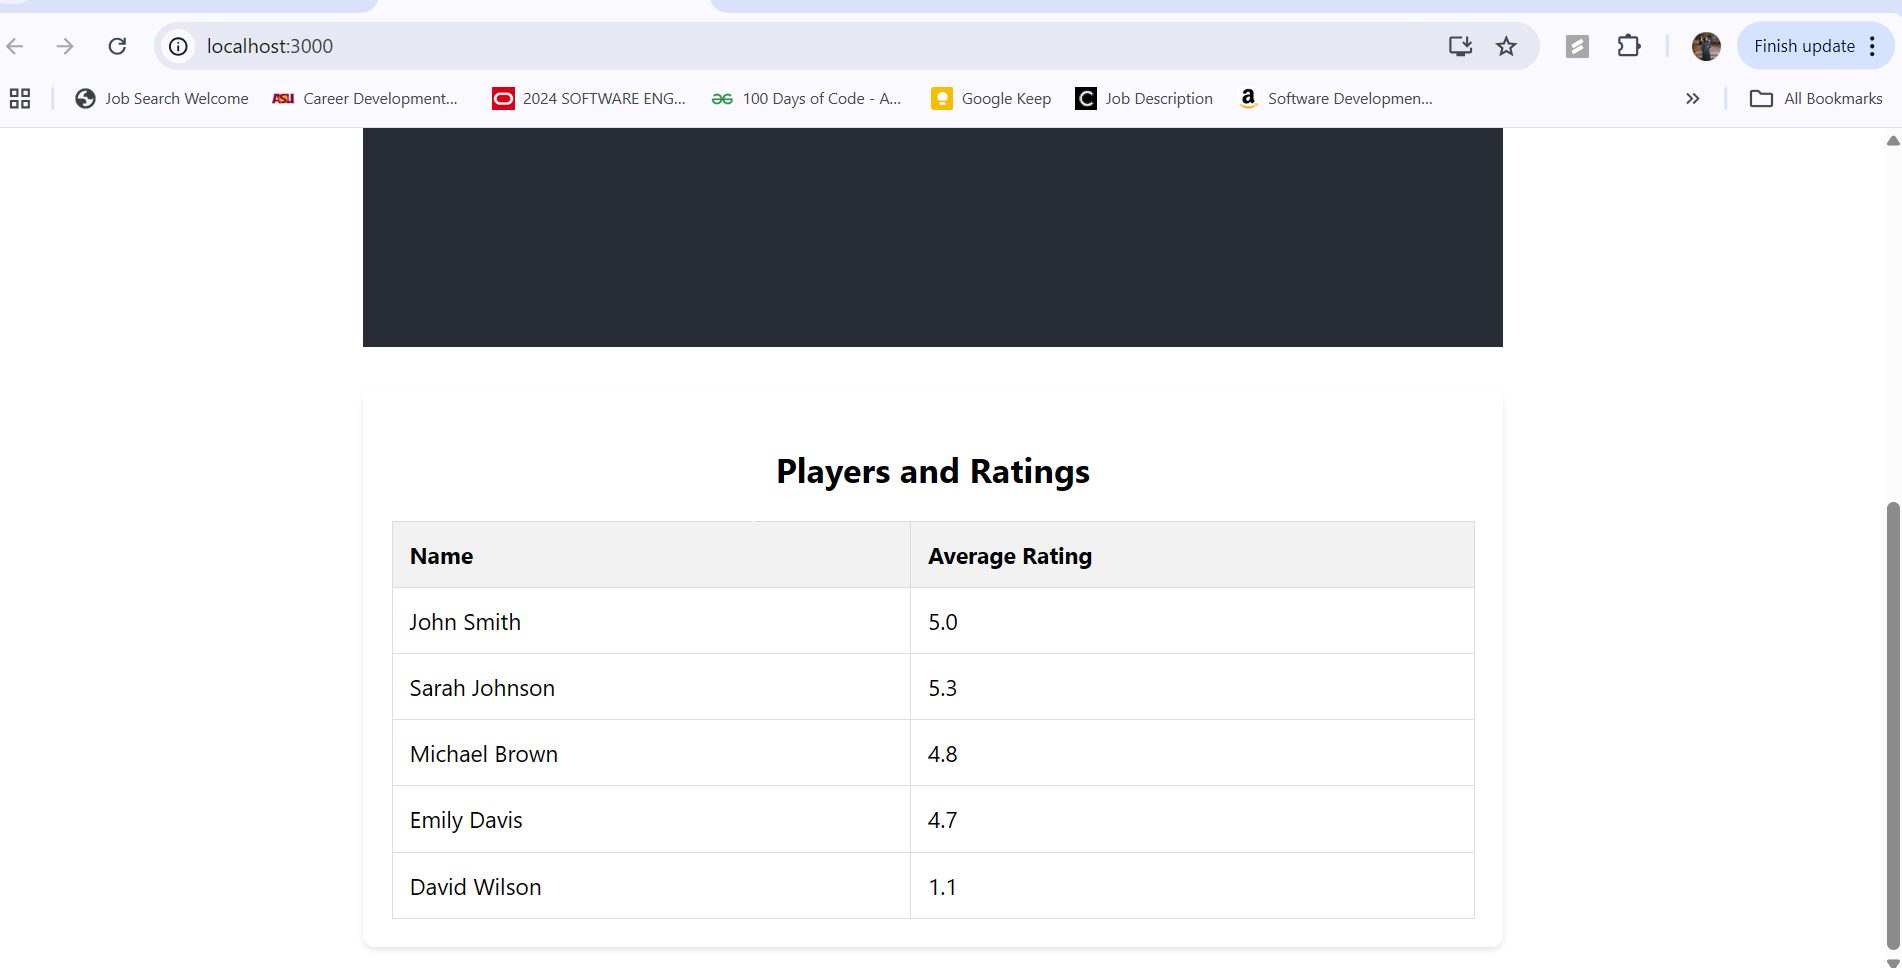 localhost:3000
Finish update
Job Search Welcome
ASU Career Development...
2024 SOFTWARE ENG...
100 Days of Code - A...
Google Keep
C Job Description
a Software Developmen...
All Bookmarks
Players and Ratings
Name Average Rating
John Smith 5.0
Sarah Johnson 5.3
Michael Brown 4.8
Emily Davis 4.7
David Wilson 1.1